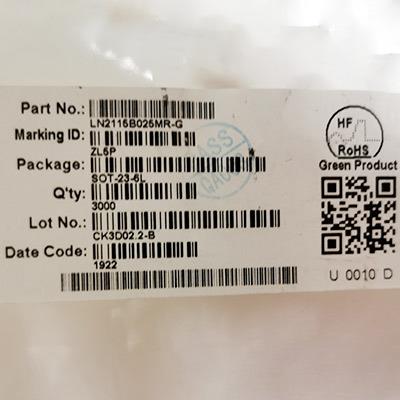 Part No.:
LN2115B025MR-G
Marking ID:
ZL5P
Package:
SOT-23-6L
Q'ty:
3000
Lot No.:
CK3D02.2-B
Date Code:
1922
HF
RoHS
Green Product
U 0010 D
PASS